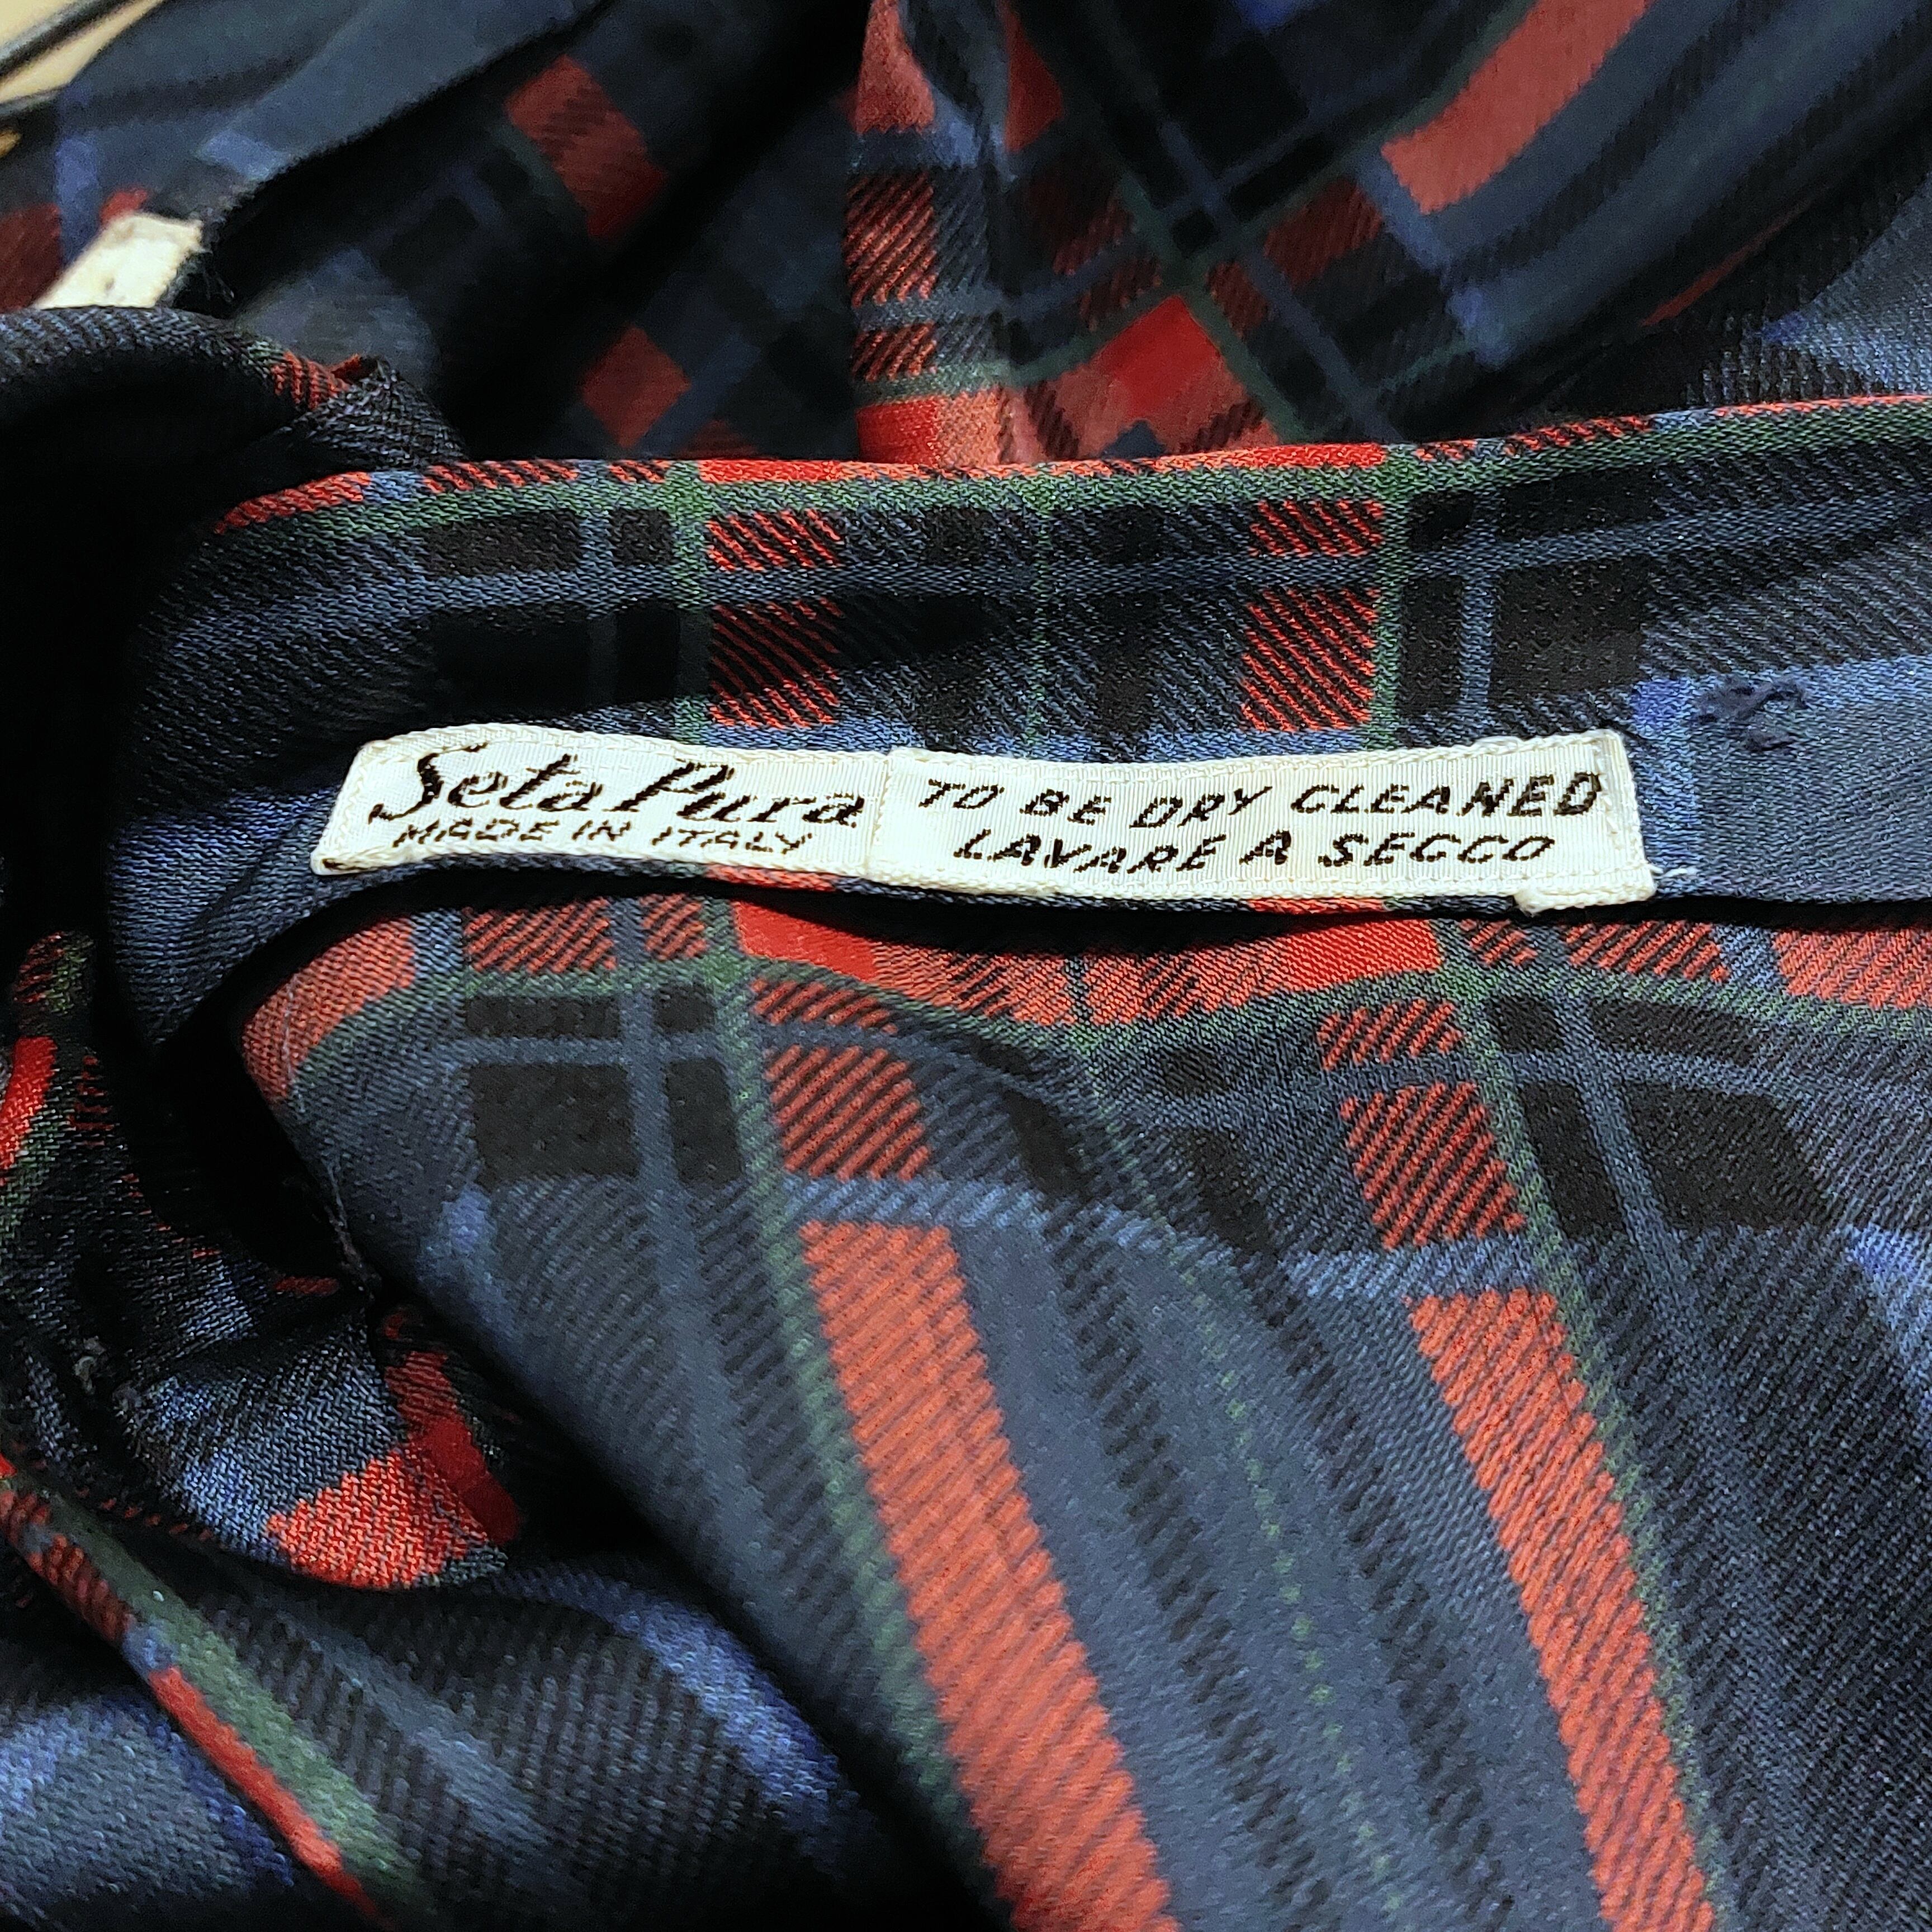 Seta Pura
MADE IN ITALY
TO BE DRY CLEANED
LAVARE A SECCO